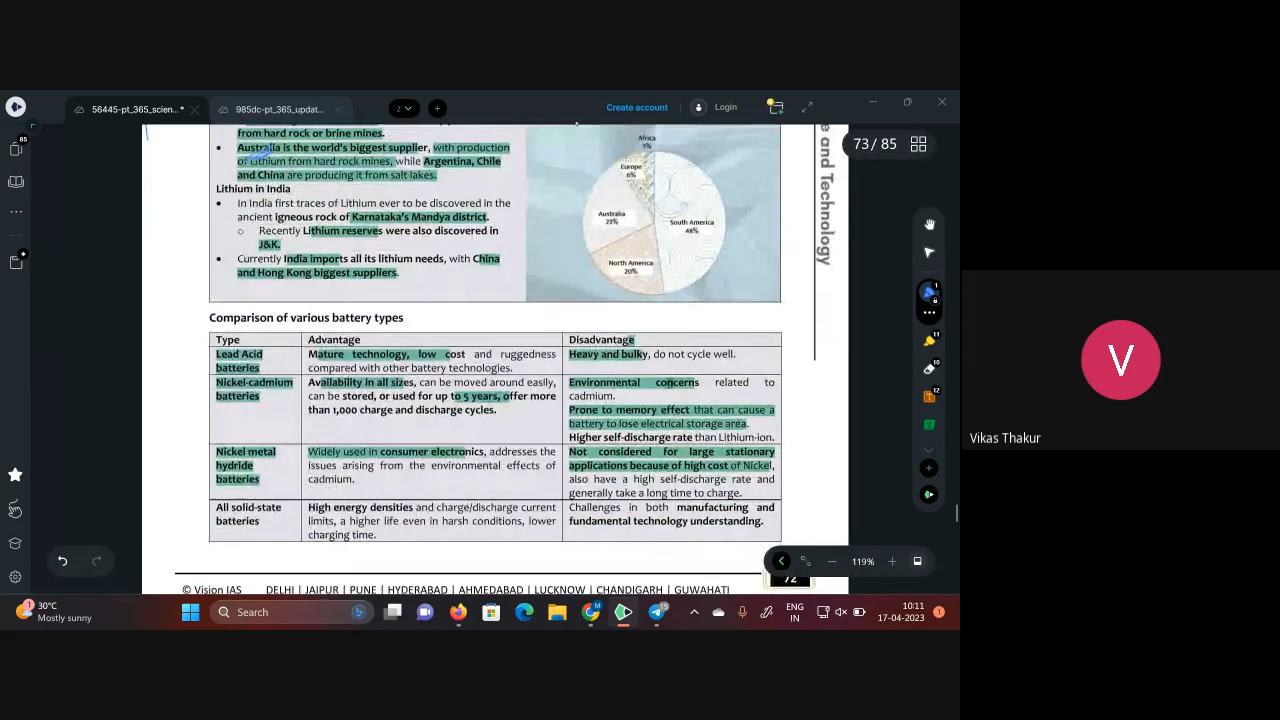 56445-pt_365_scien...*
985dc-pt_365_updat...
2
Create account
Login
85
from hard rock or brine mines.
• Australia is the world's biggest supplier, with production
of Lithium from hard rock mines, while Argentina, Chile
and China are producing it from salt lakes.
Lithium in India
• In India first traces of Lithium ever to be discovered in the
ancient igneous rock of Karnataka's Mandya district.
o Recently Lithium reserves were also discovered in
J&K.
• Currently India imports all its lithium needs, with China
and Hong Kong biggest suppliers.
Africa
Europe
6%
Australia
23%
South America
48%
North America
20%
e and Technology
73/85
Comparison of various battery types
Type Advantage Disadvantage
Lead Acid
batteries
Mature technology, low cost and ruggedness
compared with other battery technologies.
Heavy and bulky, do not cycle well.
Nickel-cadmium
batteries
Availability in all sizes, can be moved around easily,
can be stored, or used for up to 5 years, offer more
than 1,000 charge and discharge cycles.
Environmental concerns related to
cadmium.
Prone to memory effect that can cause a
battery to lose electrical storage area.
Higher self-discharge rate than Lithium-ion.
Nickel metal
hydride
batteries
Widely used in consumer electronics, addresses the
issues arising from the environmental effects of
cadmium.
Not considered for large stationary
applications because of high cost of Nickel,
also have a high self-discharge rate and
generally take a long time to charge.
All solid-state
batteries
High energy densities and charge/discharge current
limits, a higher life even in harsh conditions, lower
charging time.
Challenges in both manufacturing and
fundamental technology understanding.
1
11
10
12
119%
72
© Vision IAS DELHI | JAIPUR | PUNE | HYDERABAD | AHMEDABAD | LUCKNOW | CHANDIGARH | GUWAHATI
30°C
Mostly sunny
Search
ENG
IN
10:11
17-04-2023
V
Vikas Thakur